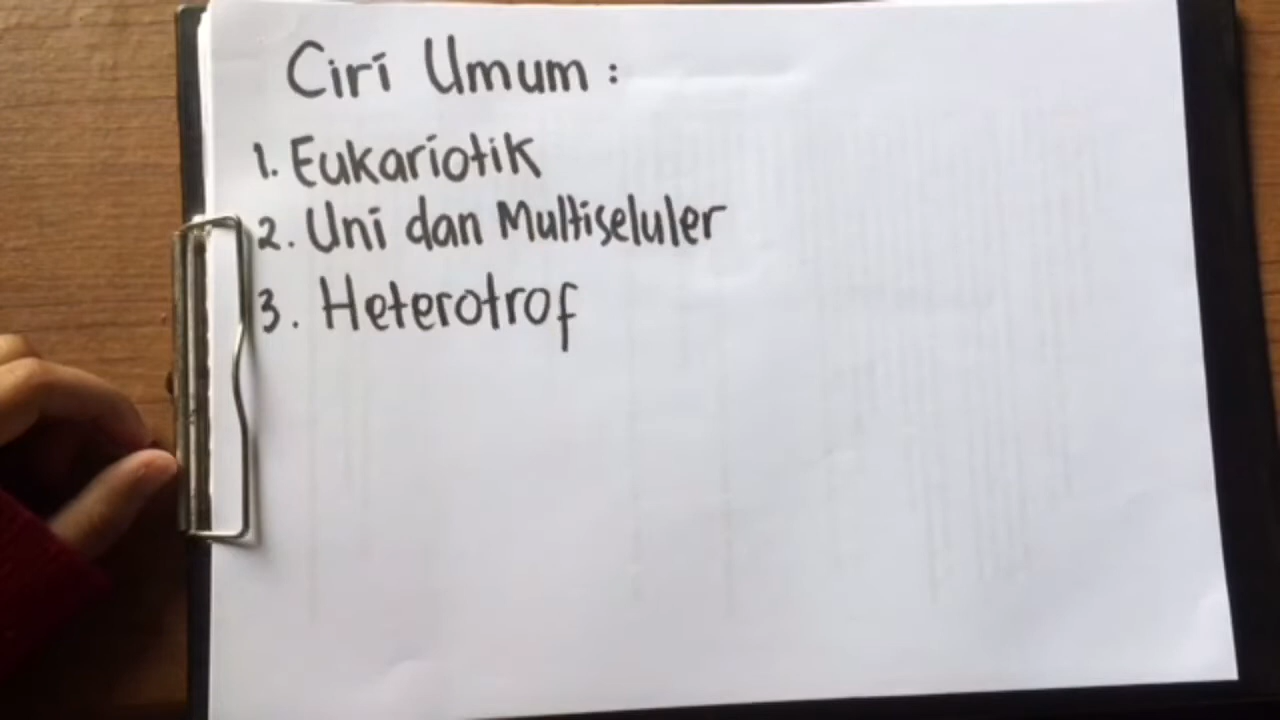 Ciri Umum :
1. Eukariotik
2. Uni dan Multiseluler
3. Heterotrof